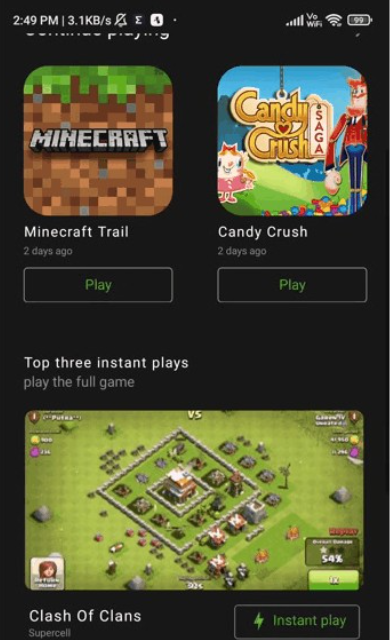 2:49 PM | 3.1KB/s
Vo
WiFi
99
Continue playing
MINECRAFT
Candy
Crush
SAGA
Minecraft Trail
Candy Crush
2 days ago
2 days ago
Play
Play
Top three instant plays
play the full game
VS
54%
Clash Of Clans
Supercell
Instant play